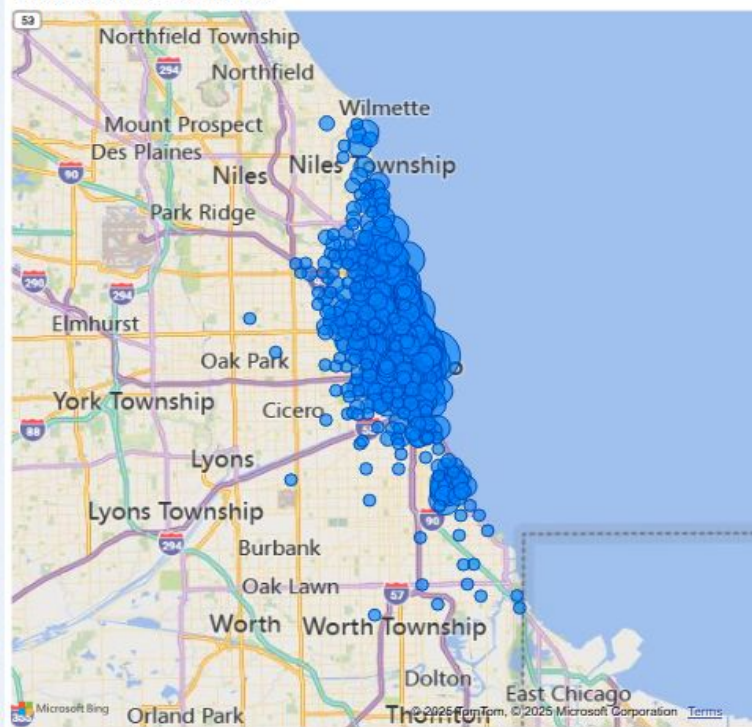 53
Northfield Township
294
Northfield
Wilmette
Mount Prospect
Des Plaines
Niles Township
90
Niles
Park Ridge
290
294
Elmhurst
Oak Park
York Township
Cicero
88
Lyons
Lyons Township
90
294
Burbank
Oak Lawn
57
Worth
Worth Township
Dolton
East Chicago
Microsoft Bing
Orland Park
Thornton
© 2025 TomTom, © 2025 Microsoft Corporation Terms